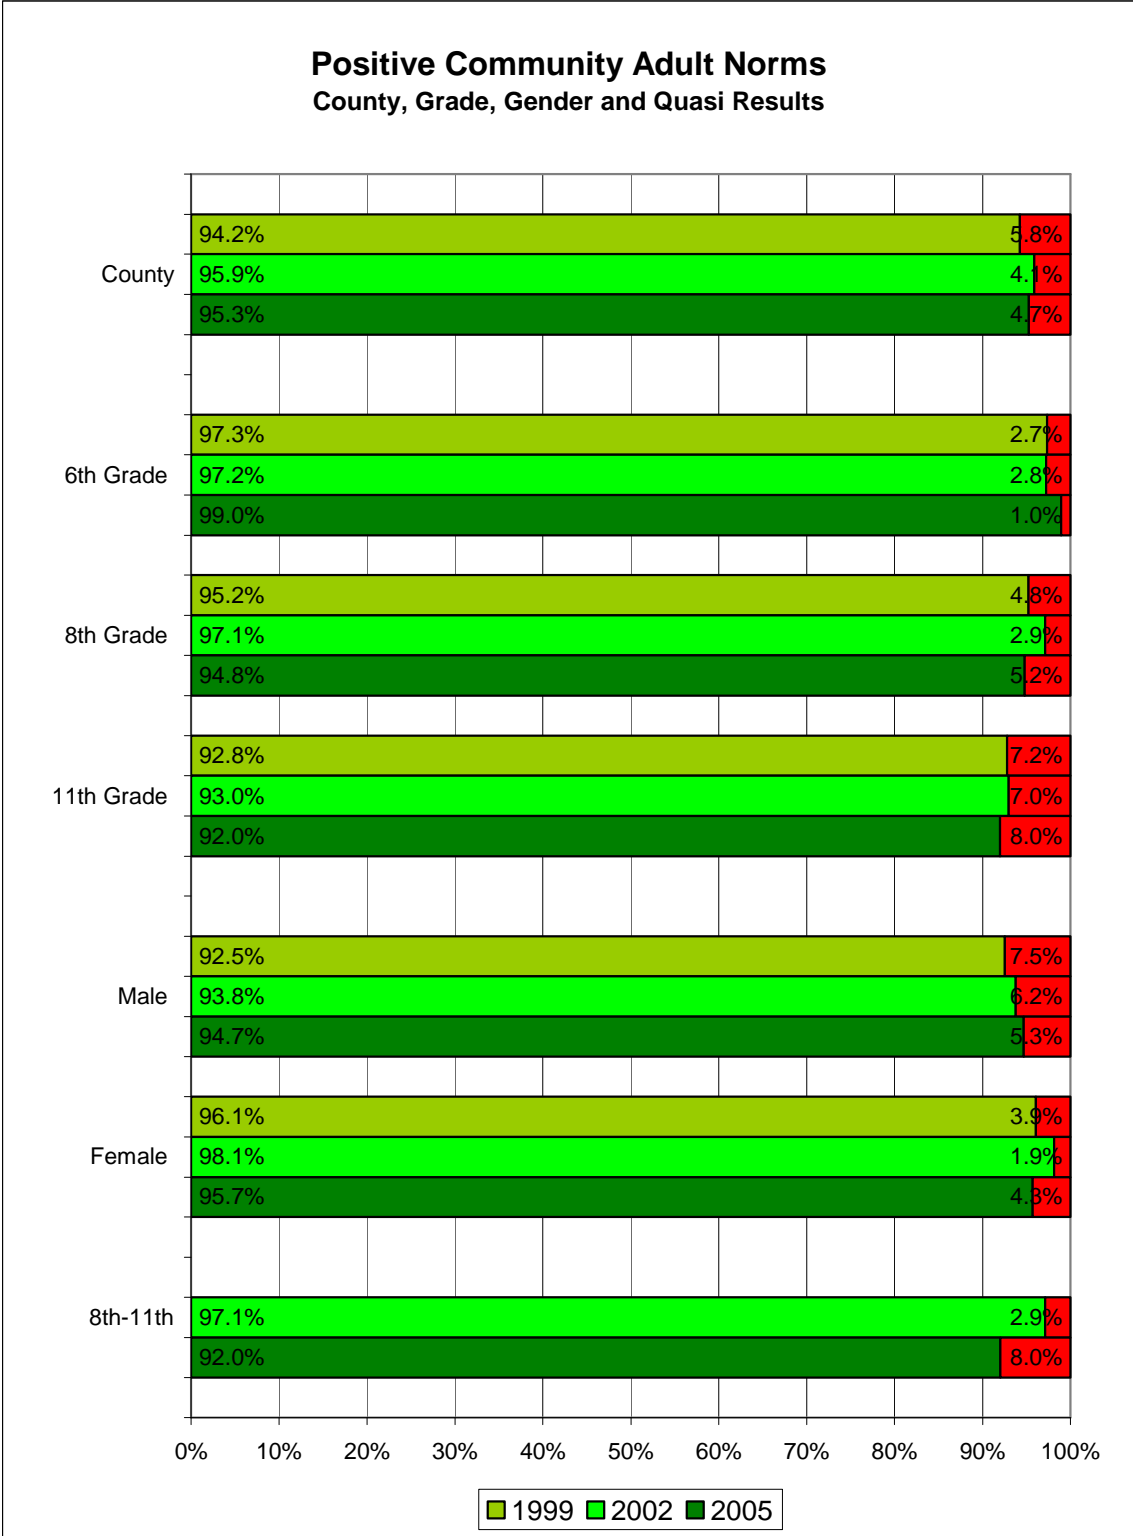 Positive Community Adult Norms
County, Grade, Gender and Quasi Results
94.2% 5.8%
County 95.9% 4.1%
95.3% 4.7%
97.3% 2.7%
6th Grade 97.2% 2.8%
99.0% 1.0%
95.2% 4.8%
8th Grade 97.1% 2.9%
94.8% 5.2%
92.8% 7.2%
11th Grade 93.0% 7.0%
92.0% 8.0%
92.5% 7.5%
Male 93.8% 6.2%
94.7% 5.3%
96.1% 3.9%
Female 98.1% 1.9%
95.7% 4.3%
8th-11th 97.1% 2.9%
92.0% 8.0%
0% 10% 20% 30% 40% 50% 60% 70% 80% 90% 100%
1999 2002 2005